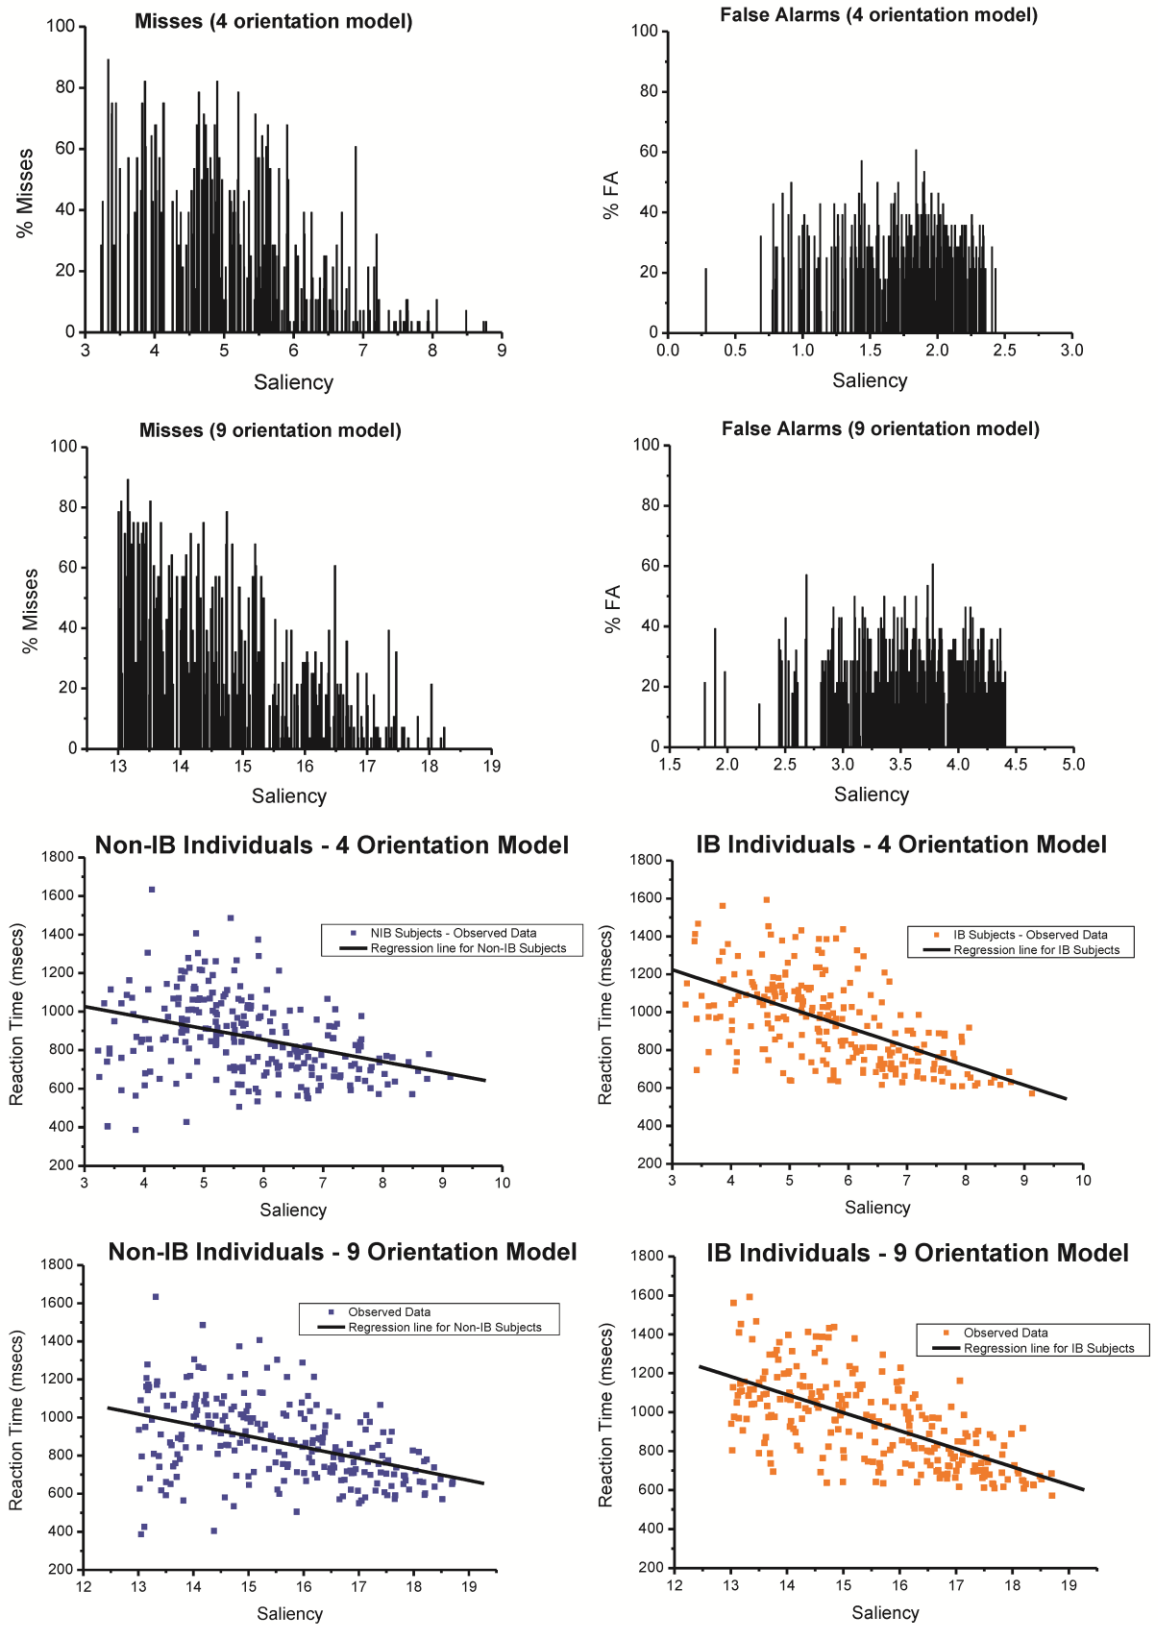 Misses (4 orientation model)
100
80
60
40
20
0
% Misses
3 4 5 6 7 8 9
Saliency
False Alarms (4 orientation model)
100
80
60
40
20
0
% FA
0.0 0.5 1.0 1.5 2.0 2.5 3.0
Saliency
Misses (9 orientation model)
100
80
60
40
20
0
% Misses
13 14 15 16 17 18 19
Saliency
False Alarms (9 orientation model)
100
80
60
40
20
0
% FA
1.5 2.0 2.5 3.0 3.5 4.0 4.5 5.0
Saliency
Non-IB Individuals - 4 Orientation Model
1800
1600
1400
1200
1000
800
600
400
200
Reaction Time (msecs)
NIB Subjects - Observed Data
Regression line for Non-IB Subjects
3 4 5 6 7 8 9 10
Saliency
IB Individuals - 4 Orientation Model
1800
1600
1400
1200
1000
800
600
400
200
Reaction Time (msecs)
IB Subjects - Observed Data
Regression line for IB Subjects
3 4 5 6 7 8 9 10
Saliency
Non-IB Individuals - 9 Orientation Model
1800
1600
1400
1200
1000
800
600
400
200
Reaction Time (msecs)
Observed Data
Regression line for Non-IB Subjects
12 13 14 15 16 17 18 19
Saliency
IB Individuals - 9 Orientation Model
1800
1600
1400
1200
1000
800
600
400
200
Reaction Time (msecs)
Observed Data
Regression line for IB Subjects
12 13 14 15 16 17 18 19
Saliency